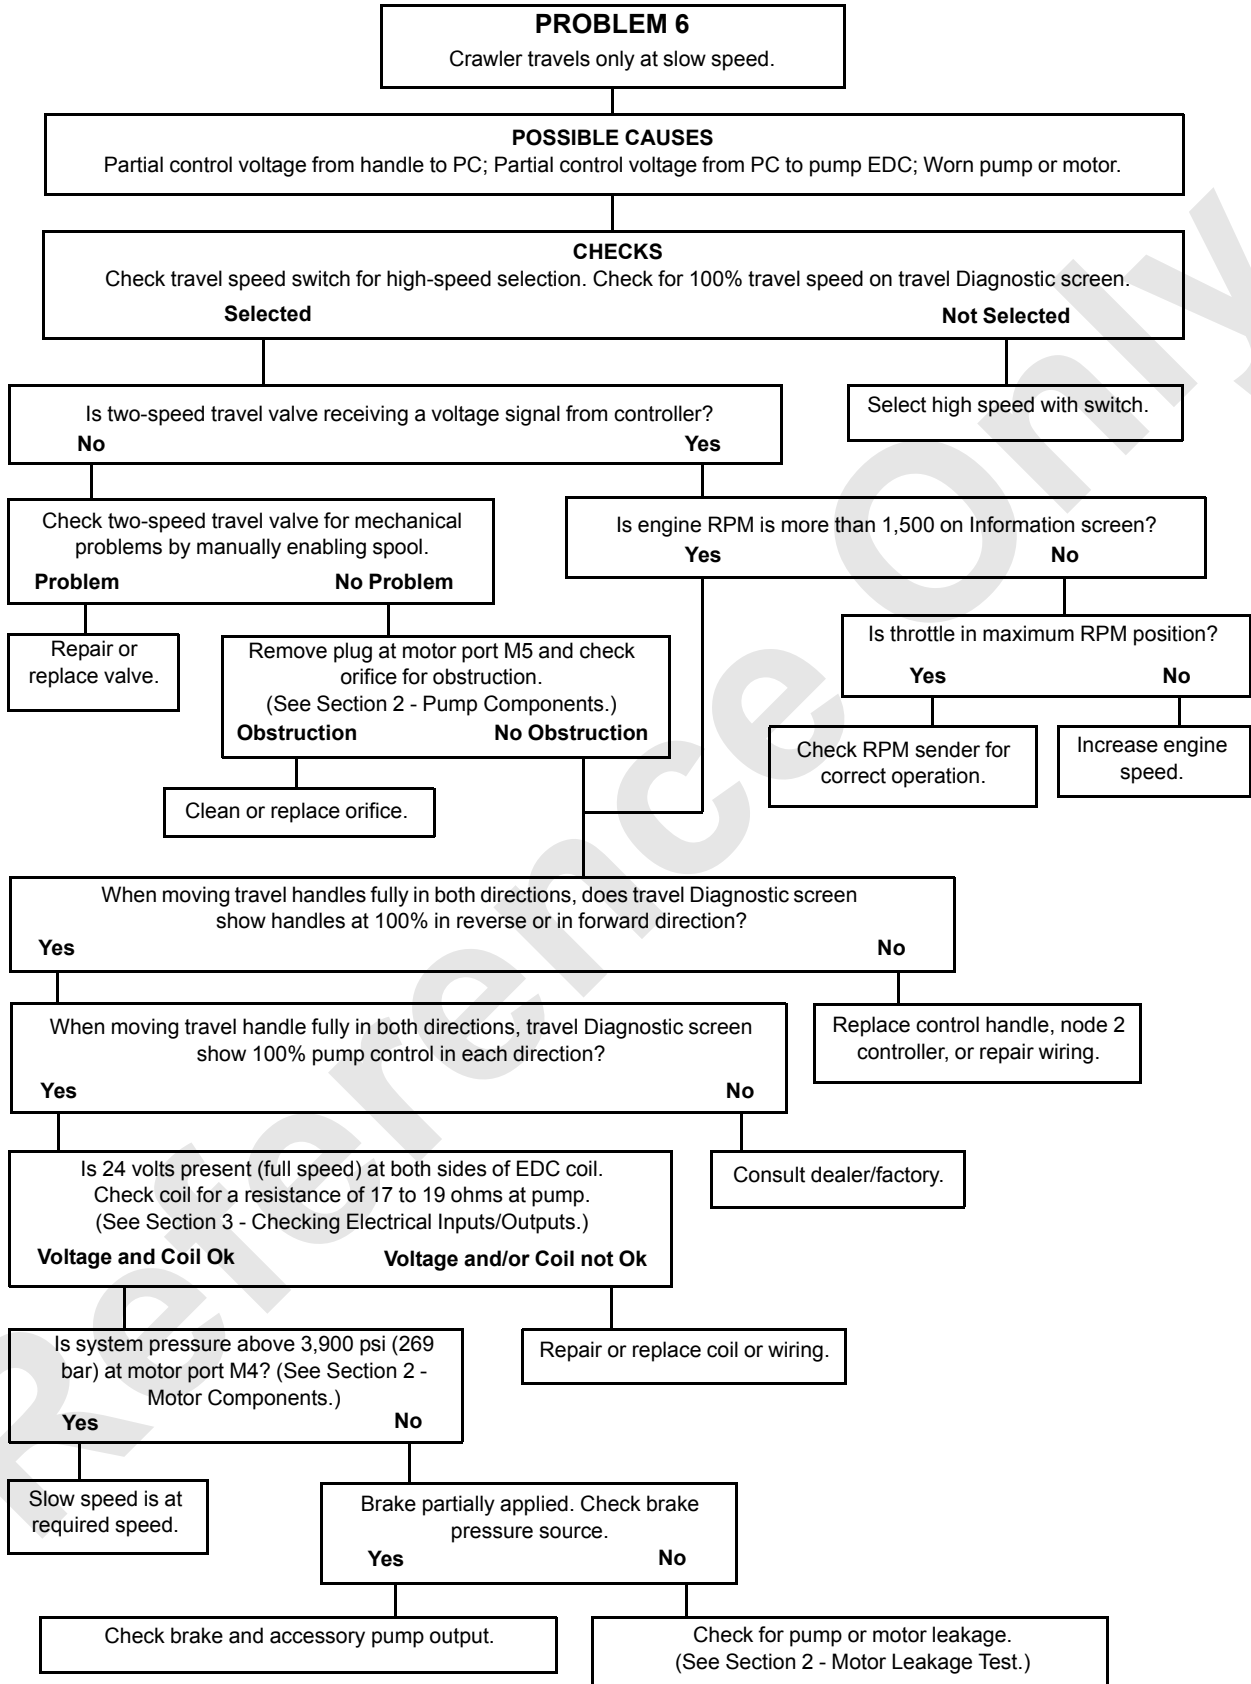 PROBLEM 6
Crawler travels only at slow speed.
POSSIBLE CAUSES
Partial control voltage from handle to PC; Partial control voltage from PC to pump EDC; Worn pump or motor.
CHECKS
Check travel speed switch for high-speed selection. Check for 100% travel speed on travel Diagnostic screen.
Selected
Not Selected
Select high speed with switch.
Is two-speed travel valve receiving a voltage signal from controller?
No
Yes
Check two-speed travel valve for mechanical
problems by manually enabling spool.
Problem
No Problem
Is engine RPM is more than 1,500 on Information screen?
Yes
No
Repair or
replace valve.
Remove plug at motor port M5 and check
orifice for obstruction.
(See Section 2 - Pump Components.)
Obstruction
No Obstruction
Is throttle in maximum RPM position?
Yes
No
Check RPM sender for
correct operation.
Increase engine
speed.
Clean or replace orifice.
When moving travel handles fully in both directions, does travel Diagnostic screen
show handles at 100% in reverse or in forward direction?
Yes
No
When moving travel handle fully in both directions, travel Diagnostic screen
show 100% pump control in each direction?
Yes
No
Replace control handle, node 2
controller, or repair wiring.
Is 24 volts present (full speed) at both sides of EDC coil.
Check coil for a resistance of 17 to 19 ohms at pump.
(See Section 3 - Checking Electrical Inputs/Outputs.)
Voltage and Coil Ok
Voltage and/or Coil not Ok
Consult dealer/factory.
Is system pressure above 3,900 psi (269
bar) at motor port M4? (See Section 2 -
Motor Components.)
Yes
No
Repair or replace coil or wiring.
Slow speed is at
required speed.
Brake partially applied. Check brake
pressure source.
Yes
No
Check brake and accessory pump output.
Check for pump or motor leakage.
(See Section 2 - Motor Leakage Test.)
Reference Only